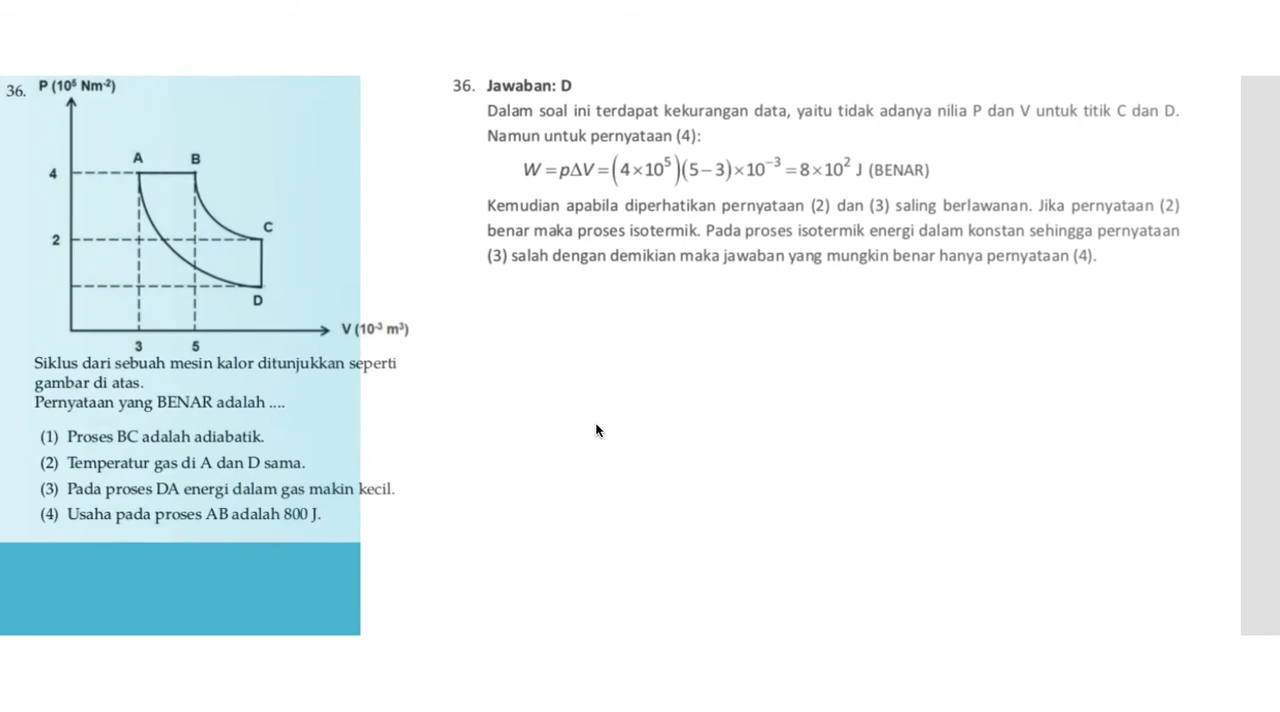 36. P (10⁵ Nm⁻²)
A B
4
C
2
D
V (10⁻³ m³)
3 5
Siklus dari sebuah mesin kalor ditunjukkan seperti
gambar di atas.
Pernyataan yang BENAR adalah ....
(1) Proses BC adalah adiabatik.
(2) Temperatur gas di A dan D sama.
(3) Pada proses DA energi dalam gas makin kecil.
(4) Usaha pada proses AB adalah 800 J.
36. Jawaban: D
Dalam soal ini terdapat kekurangan data, yaitu tidak adanya nilia P dan V untuk titik C dan D.
Namun untuk pernyataan (4):
W = pΔV = (4×10⁵)(5−3)×10⁻³ = 8×10² J (BENAR)
Kemudian apabila diperhatikan pernyataan (2) dan (3) saling berlawanan. Jika pernyataan (2)
benar maka proses isotermik. Pada proses isotermik energi dalam konstan sehingga pernyataan
(3) salah dengan demikian maka jawaban yang mungkin benar hanya pernyataan (4).